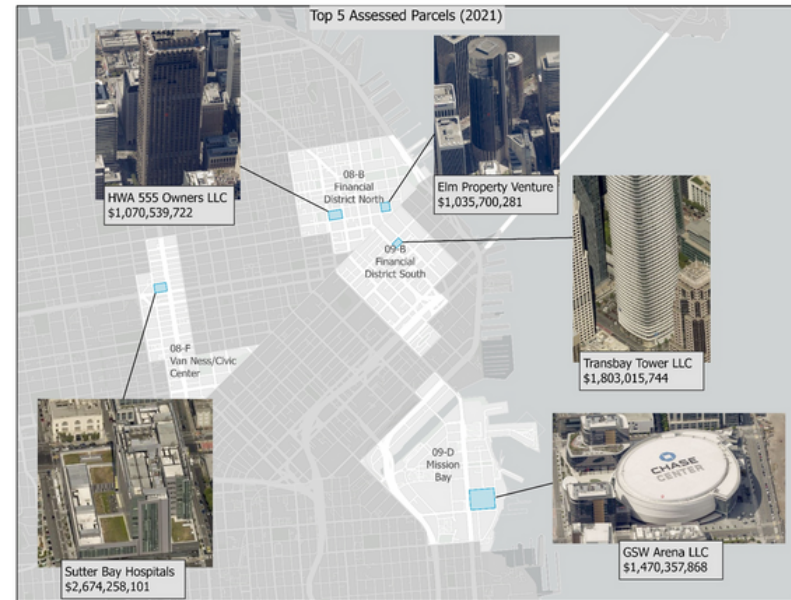 Top 5 Assessed Parcels (2021)
HWA 555 Owners LLC
$1,070,539,722
Elm Property Venture
$1,035,700,281
08-B
Financial
District North
09-B
Financial
District South
Transbay Tower LLC
$1,803,015,744
08-F
Van Ness/Civic
Center
09-D
Mission
Bay
CHASE
CENTER
GSW Arena LLC
$1,470,357,868
Sutter Bay Hospitals
$2,674,258,101